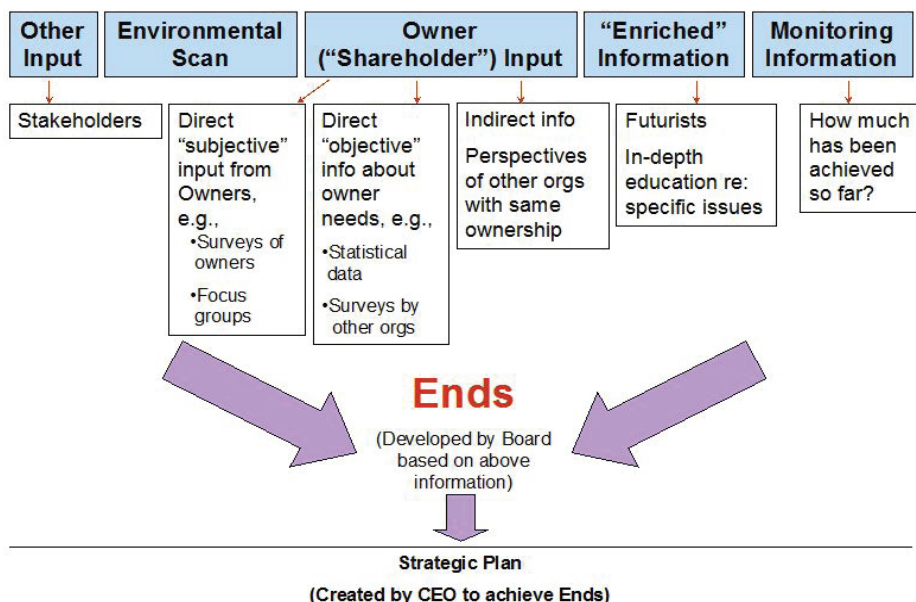 Other
Input
Environmental
Scan
Owner
(“Shareholder”) Input
“Enriched”
Information
Monitoring
Information
Stakeholders
Direct
“subjective”
input from
Owners,
e.g.,
•Surveys of
owners
•Focus
groups
Direct
“objective”
info about
owner
needs, e.g.,
•Statistical
data
•Surveys by
other orgs
Indirect info
Perspectives
of other orgs
with same
ownership
Futurists
In-depth
education re:
specific issues
How much
has been
achieved
so far?
Ends
(Developed by Board
based on above
information)
Strategic Plan
(Created by CEO to achieve Ends)